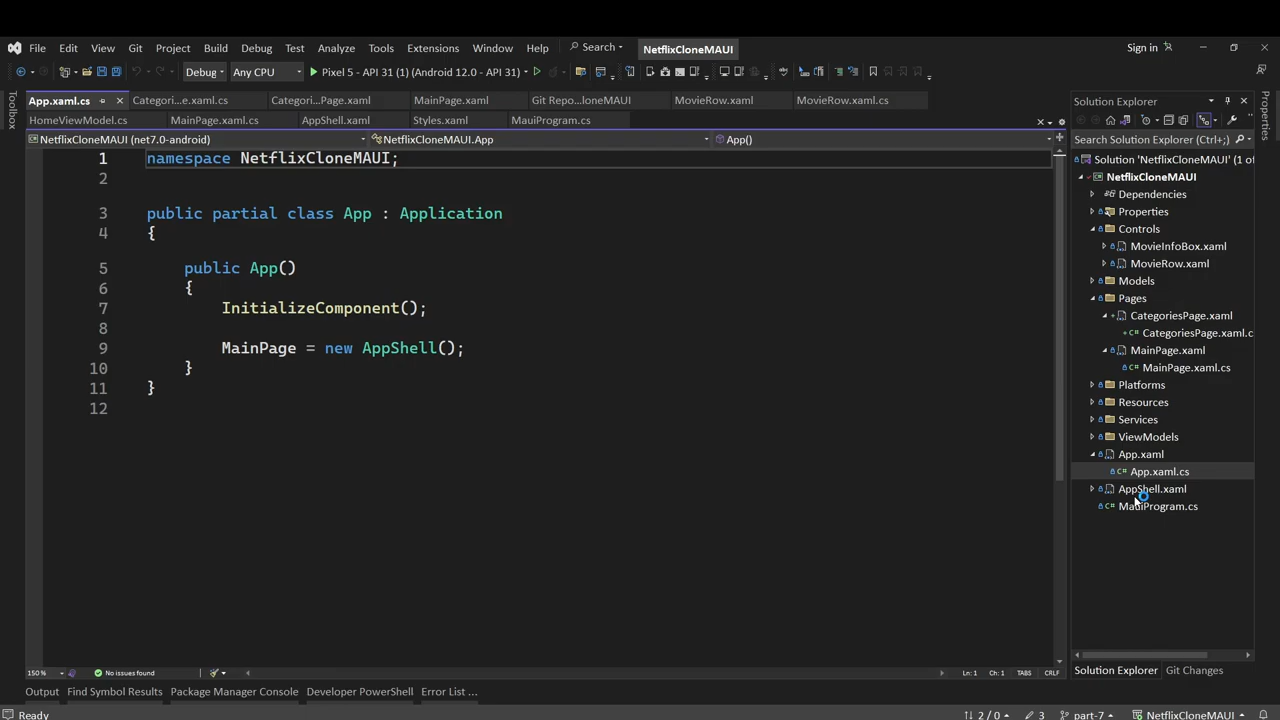 File Edit View Git Project Build Debug Test Analyze Tools Extensions Window Help Search NetflixCloneMAUI Sign in
Debug Any CPU Pixel 5 - API 31 (1) (Android 12.0 - API 31)
Toolbox
App.xaml.cs Categori...e.xaml.cs Categori...Page.xaml MainPage.xaml Git Repo...loneMAUI MovieRow.xaml MovieRow.xaml.cs
HomeViewModel.cs MainPage.xaml.cs AppShell.xaml Styles.xaml MauiProgram.cs
NetflixCloneMAUI (net7.0-android) NetflixCloneMAUI.App App()
1 namespace NetflixCloneMAUI;
2
3 public partial class App : Application
4 {
5 public App()
6 {
7 InitializeComponent();
8
9 MainPage = new AppShell();
10 }
11 }
12
150 % No issues found Ln: 1 Ch: 1 TABS CRLF
Output Find Symbol Results Package Manager Console Developer PowerShell Error List ...
Ready 2 / 0 3 part-7 NetflixCloneMAUI
Solution Explorer
Search Solution Explorer (Ctrl+;)
Solution 'NetflixCloneMAUI' (1 of
NetflixCloneMAUI
Dependencies
Properties
Controls
MovieInfoBox.xaml
MovieRow.xaml
Models
Pages
CategoriesPage.xaml
CategoriesPage.xaml.c
MainPage.xaml
MainPage.xaml.cs
Platforms
Resources
Services
ViewModels
App.xaml
App.xaml.cs
AppShell.xaml
MauiProgram.cs
Solution Explorer Git Changes
Properties